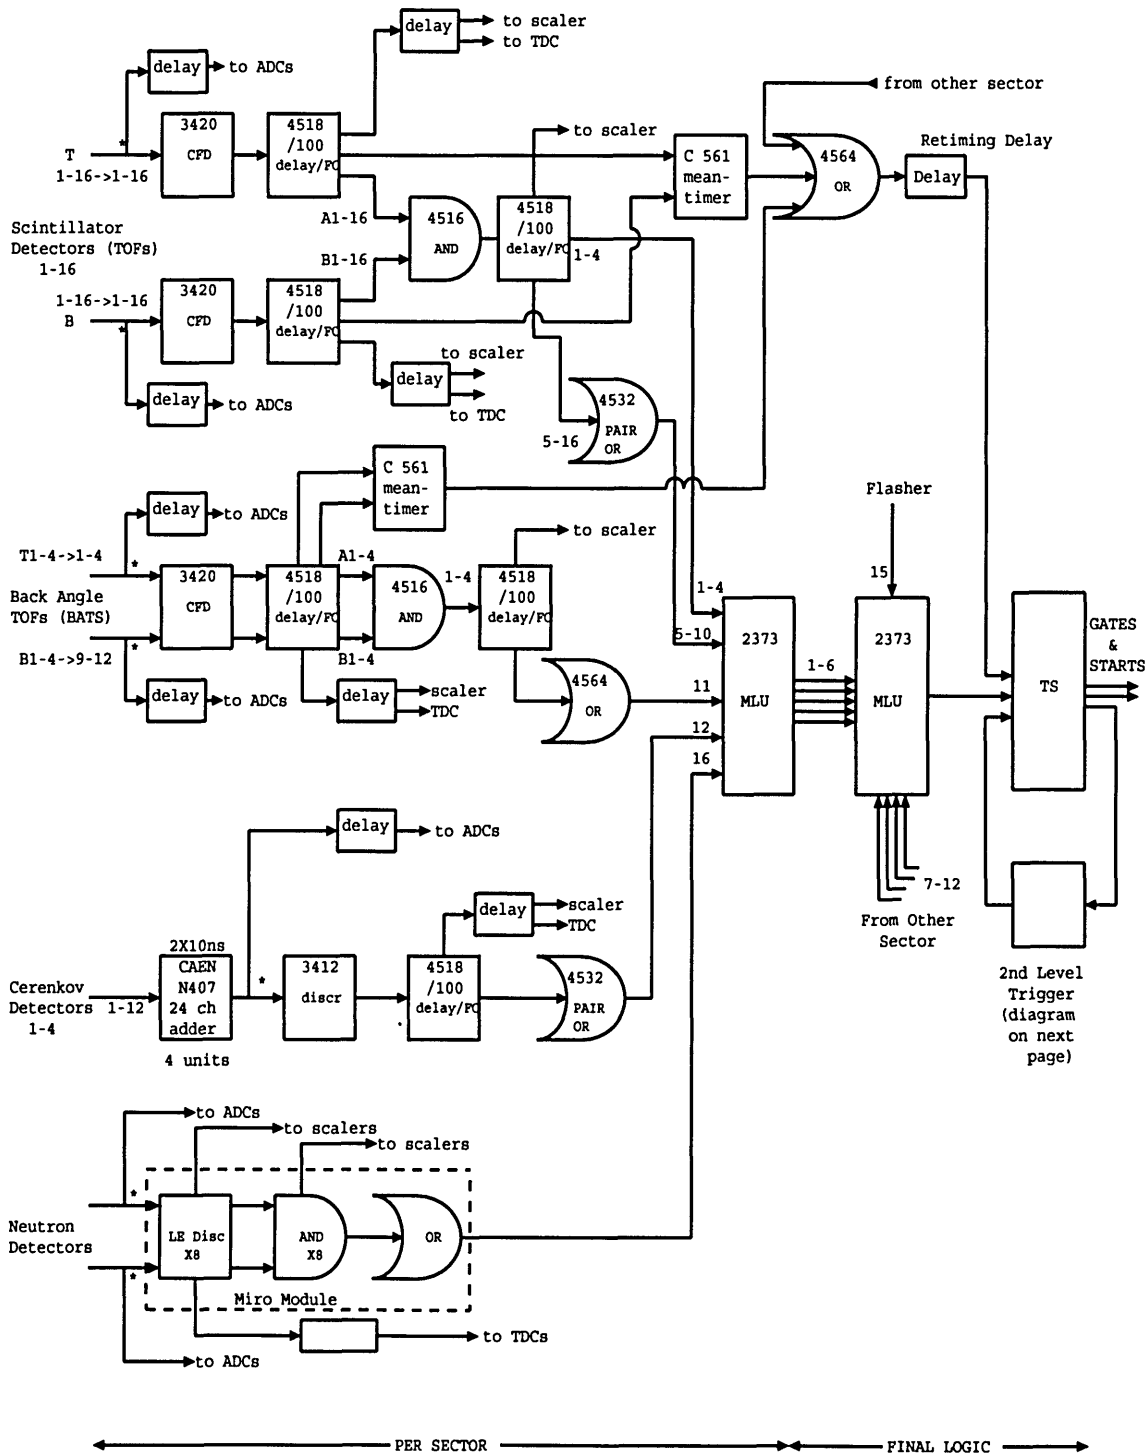 delay
to scaler
to TDC
delay
to ADCs
from other sector
3420
CFD
4518
/100
delay/FO
to scaler
*
T
1-16->1-16
C 561
mean-
timer
4564
OR
Retiming Delay
Delay
Scintillator
Detectors (TOFs)
1-16
A1-16
B1-16
4516
AND
4518
/100
delay/FO
1-4
1-16->1-16
B
*
3420
CFD
4518
/100
delay/FO
to scaler
delay
to TDC
delay
to ADCs
4532
PAIR
OR
5-16
C 561
mean-
timer
Flasher
15
delay
to ADCs
to scaler
T1-4->1-4
*
3420
CFD
4518
/100
delay/FO
A1-4
B1-4
4516
AND
1-4
4518
/100
delay/FO
Back Angle
TOFs (BATS)
B1-4->9-12
*
delay
to ADCs
delay
scaler
TDC
4564
OR
1-4
5-10
11
12
16
2373
MLU
1-6
2373
MLU
TS
GATES
&
STARTS
7-12
From Other
Sector
2nd Level
Trigger
(diagram
on next
page)
delay
to ADCs
delay
scaler
TDC
2X10ns
CAEN
N407
24 ch
adder
4 units
Cerenkov
Detectors
1-4
1-12
*
3412
discr
4518
/100
delay/FO
4532
PAIR
OR
to ADCs
to scalers
to scalers
Neutron
Detectors
*
*
LE Disc
X8
AND
X8
OR
Miro Module
to TDCs
to ADCs
PER SECTOR
FINAL LOGIC